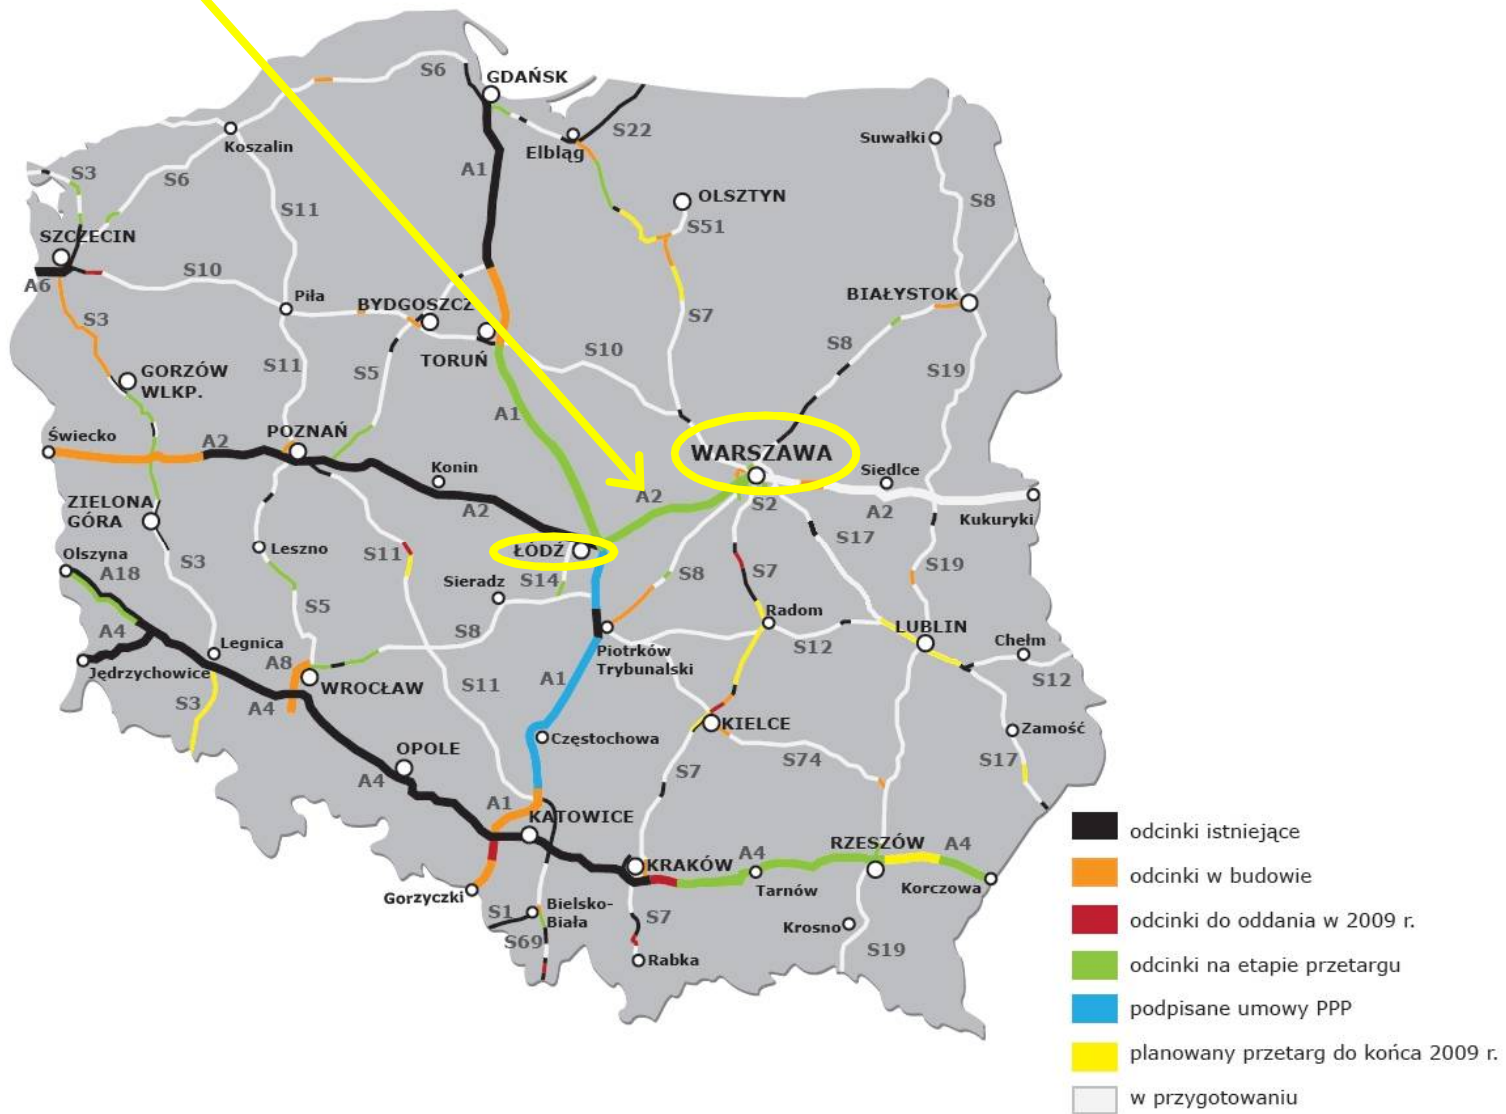 S6
GDAŃSK
S22
Elbląg
Suwałki
Koszalin
S3
S6
A1
S11
OLSZTYN
S8
S51
SZCZECIN
S10
A6
Piła
BYDGOSZCZ
BIAŁYSTOK
S3
S7
TORUŃ
S10
S8
S11
S5
S19
GORZÓW
WLKP.
A1
Świecko
A2
POZNAŃ
WARSZAWA
Konin
Siedlce
A2
A2
S2
A2
Kukuryki
ZIELONA
GÓRA
S17
Olszyna
A18
S3
Leszno
S11
ŁÓDŹ
S14
Sieradz
S8
S7
S19
S5
Radom
A4
Legnica
S8
S12
LUBLIN
Chełm
Jędrzychowice
A8
Piotrków
Trybunalski
S12
WROCŁAW
S11
A1
S3
A4
KIELCE
Zamość
Częstochowa
OPOLE
S74
S17
A4
S7
A1
KATOWICE
RZESZÓW
A4
KRAKÓW
A4
Tarnów
Korczowa
Gorzyczki
S1
Bielsko-
Biała
S7
Krosno
S69
S19
Rabka
odcinki istniejące
odcinki w budowie
odcinki do oddania w 2009 r.
odcinki na etapie przetargu
podpisane umowy PPP
planowany przetarg do końca 2009 r.
w przygotowaniu